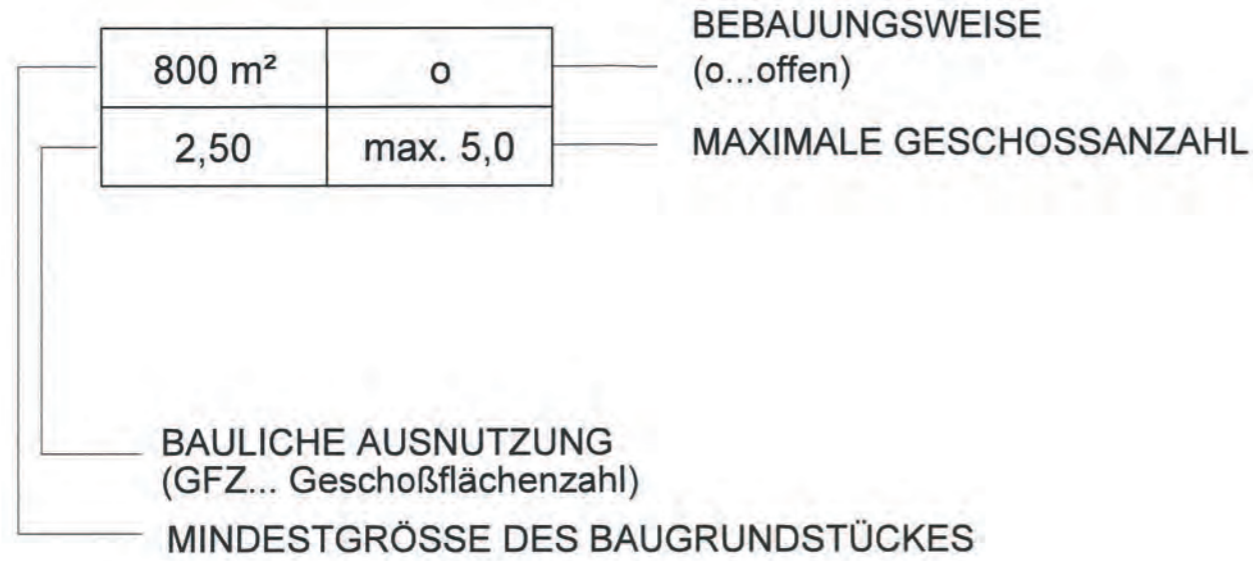 800 m² o
2,50 max. 5,0
BEBAUUNGSWEISE
(o...offen)
MAXIMALE GESCHOSSANZAHL
BAULICHE AUSNUTZUNG
(GFZ... Geschoßflächenzahl)
MINDESTGRÖSSE DES BAUGRUNDSTÜCKES